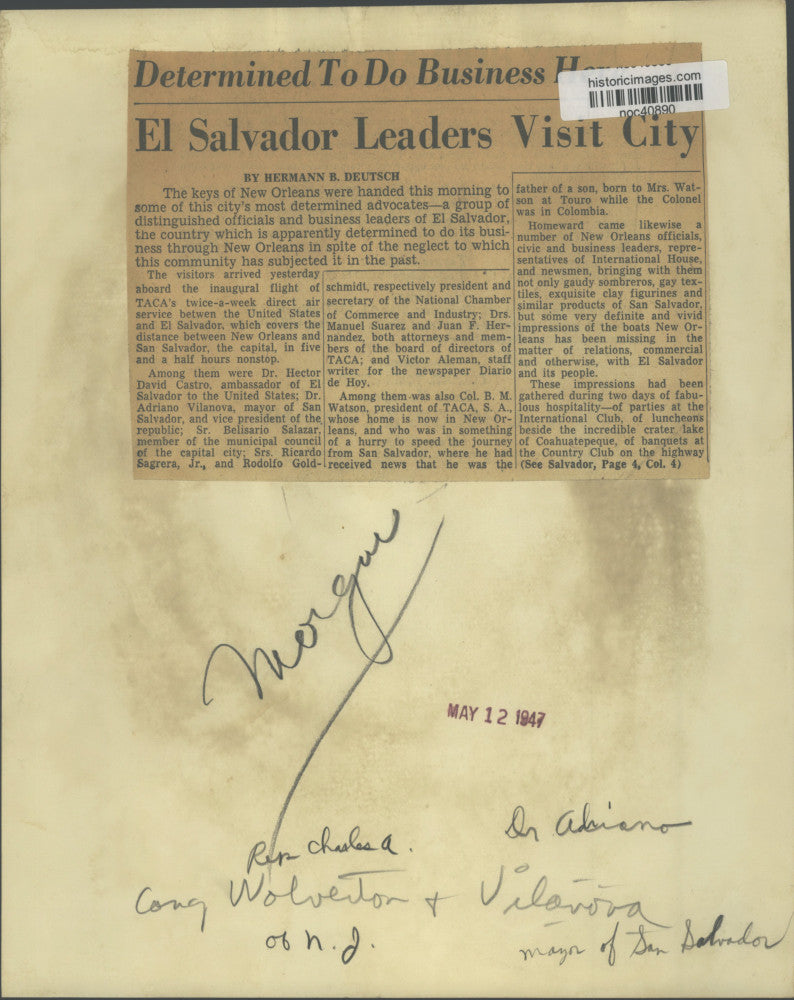 Determined To Do Business
historicimages.com
noc40890
El Salvador Leaders Visit City
BY HERMANN B. DEUTSCH
The keys of New Orleans were handed this morning to
some of this city's most determined advocates—a group of
distinguished officials and business leaders of El Salvador,
the country which is apparently determined to do its busi-
ness through New Orleans in spite of the neglect to which
this community has subjected it in the past.
The visitors arrived yesterday
aboard the inaugural flight of
TACA's twice-a-week direct air
service betwen the United States
and El Salvador, which covers the
distance between New Orleans and
San Salvador, the capital, in five
and a half hours nonstop.
Among them were Dr. Hector
David Castro, ambassador of El
Salvador to the United States; Dr.
Adriano Vilanova, mayor of San
Salvador, and vice president of the
republic; Sr. Belisario Salazar,
member of the municipal council
of the capital city; Srs. Ricardo
Sagrera, Jr., and Rodolfo Gold-
schmidt, respectively president and
secretary of the National Chamber
of Commerce and Industry; Drs.
Manuel Suarez and Juan F. Her-
nandez, both attorneys and mem-
bers of the board of directors of
TACA; and Victor Aleman, staff
writer for the newspaper Diario
de Hoy.
Among them was also Col. B. M.
Watson, president of TACA, S. A.,
whose home is now in New Or-
leans, and who was in something
of a hurry to speed the journey
from San Salvador, where he had
received news that he was the
father of a son, born to Mrs. Wat-
son at Touro while the Colonel
was in Colombia.
Homeward came likewise a
number of New Orleans officials,
civic and business leaders, repre-
sentatives of International House,
and newsmen, bringing with them
not only gaudy sombreros, gay tex-
tiles, exquisite clay figurines and
similar products of San Salvador,
but some very definite and vivid
impressions of the boats New Or-
leans has been missing in the
matter of relations, commercial
and otherwise, with El Salvador
and its people.
These impressions had been
gathered during two days of fabu-
lous hospitality—of parties at the
International Club, of luncheons
beside the incredible crater lake
of Coahuatepeque, of banquets at
the Country Club on the highway
(See Salvador, Page 4, Col. 4)
Morgue
MAY 12 1947
Rep Charles A.
Dr Adriano
Cong Wolverton + Vilanova
of N. J.
mayor of San Salvador